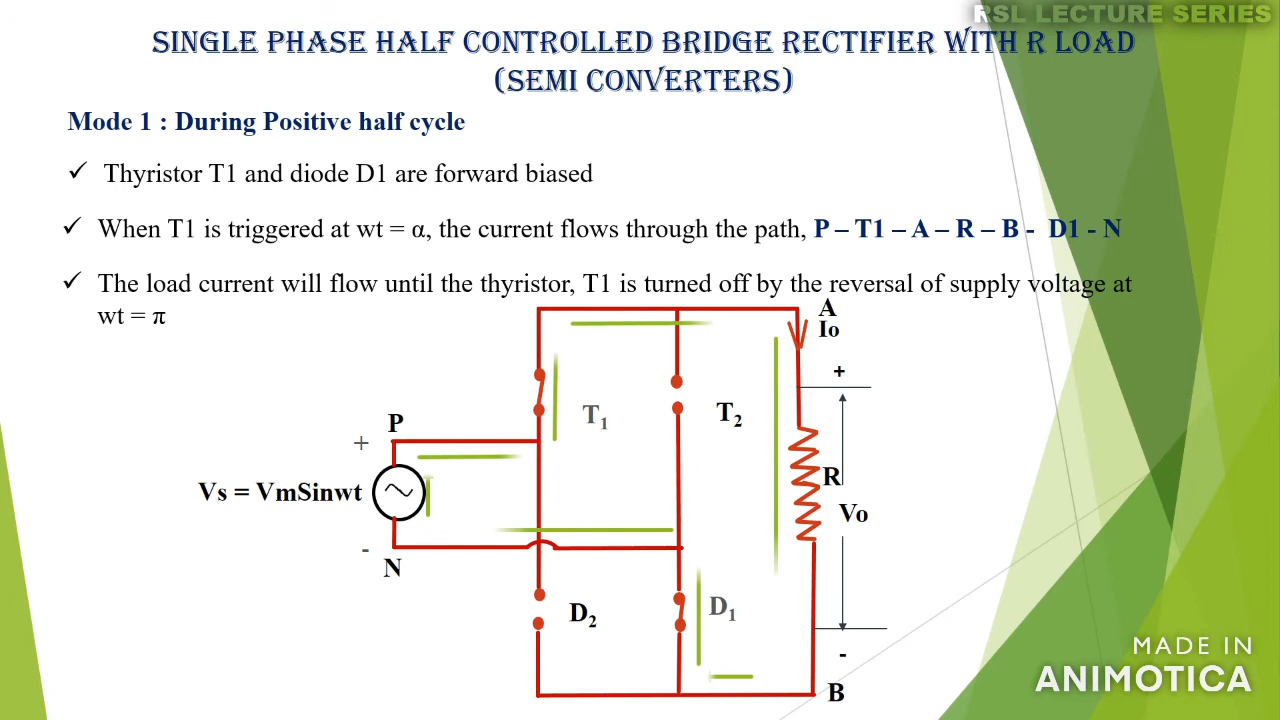 RSL LECTURE SERIES
SINGLE PHASE HALF CONTROLLED BRIDGE RECTIFIER WITH R LOAD
(SEMI CONVERTERS)
Mode 1 : During Positive half cycle
✓ Thyristor T1 and diode D1 are forward biased
✓ When T1 is triggered at wt = α, the current flows through the path, P – T1 – A – R – B - D1 - N
✓ The load current will flow until the thyristor, T1 is turned off by the reversal of supply voltage at
wt = π
A
Io
+
P
T₁
T₂
+
R
Vs = VmSinwt
Vo
-
N
D₂
D₁
-
B
MADE IN
ANIMOTICA